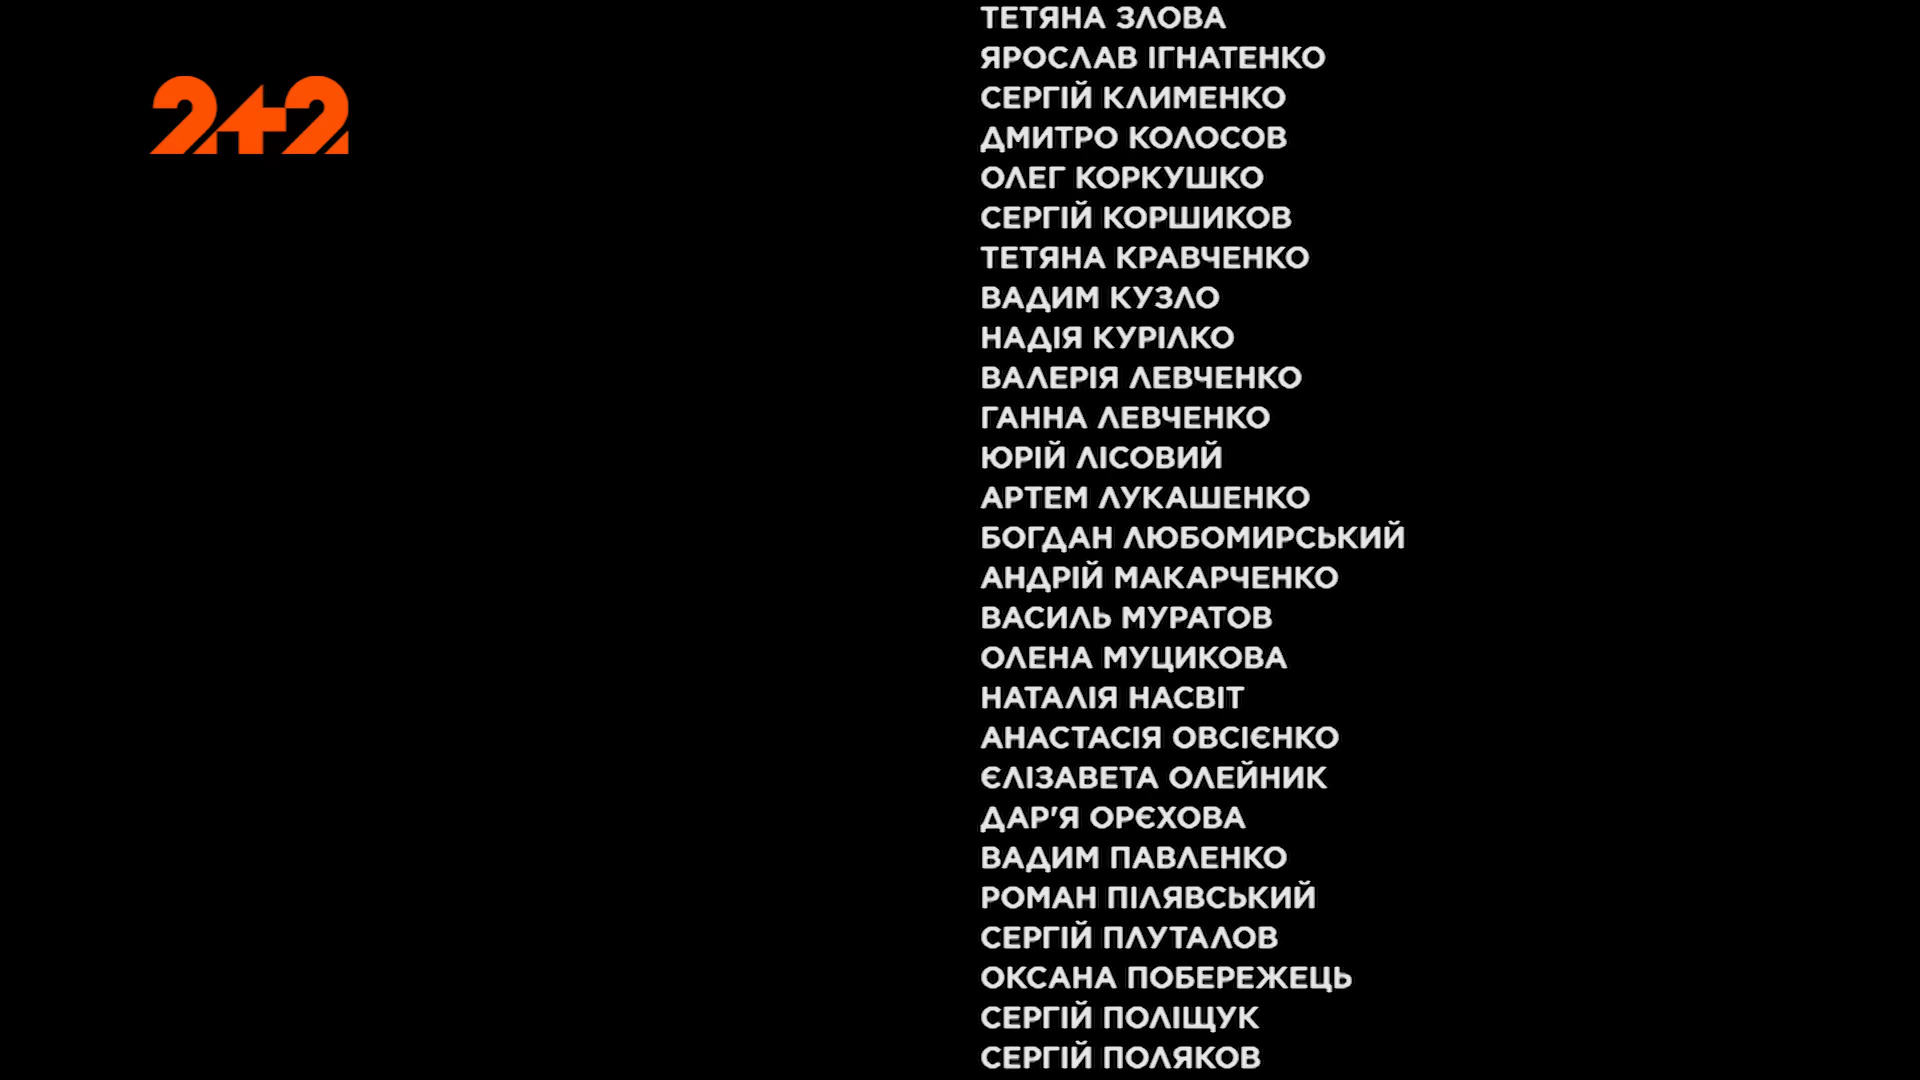 2+2
ТЕТЯНА ЗЛОВА
ЯРОСЛАВ ІГНАТЕНКО
СЕРГІЙ КЛИМЕНКО
ДМИТРО КОЛОСОВ
ОЛЕГ КОРКУШКО
СЕРГІЙ КОРШИКОВ
ТЕТЯНА КРАВЧЕНКО
ВАДИМ КУЗЛО
НАДІЯ КУРІЛКО
ВАЛЕРІЯ ЛЕВЧЕНКО
ГАННА ЛЕВЧЕНКО
ЮРІЙ ЛІСОВИЙ
АРТЕМ ЛУКАШЕНКО
БОГДАН ЛЮБОМИРСЬКИЙ
АНДРІЙ МАКАРЧЕНКО
ВАСИЛЬ МУРАТОВ
ОЛЕНА МУЦИКОВА
НАТАЛІЯ НАСВІТ
АНАСТАСІЯ ОВСІЄНКО
ЄЛІЗАВЕТА ОЛЕЙНИК
ДАР'Я ОРЄХОВА
ВАДИМ ПАВЛЕНКО
РОМАН ПІЛЯВСЬКИЙ
СЕРГІЙ ПЛУТАЛОВ
ОКСАНА ПОБЕРЕЖЕЦЬ
СЕРГІЙ ПОЛІЩУК
СЕРГІЙ ПОЛЯКОВ